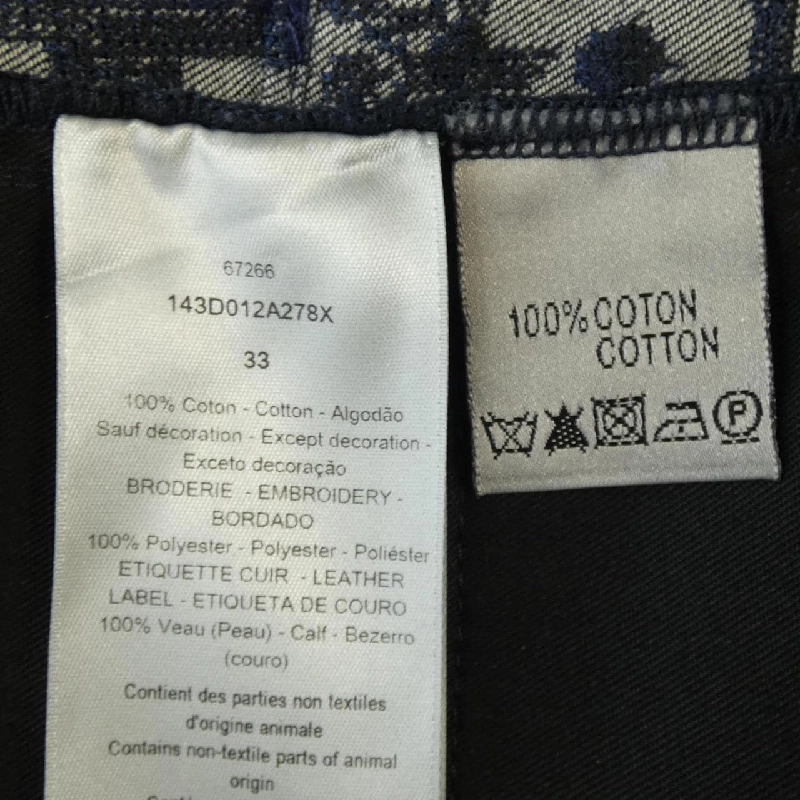 67266
143D012A278X
33
100% Coton - Cotton - Algodão
Sauf décoration - Except decoration -
Exceto decoração
BRODERIE - EMBROIDERY -
BORDADO
100% Polyester - Polyester - Poliéster
ETIQUETTE CUIR - LEATHER
LABEL - ETIQUETA DE COURO
100% Veau (Peau) - Calf - Bezerro
(couro)
Contient des parties non textiles
d'origine animale
Contains non-textile parts of animal
origin
100% COTON
COTTON
P